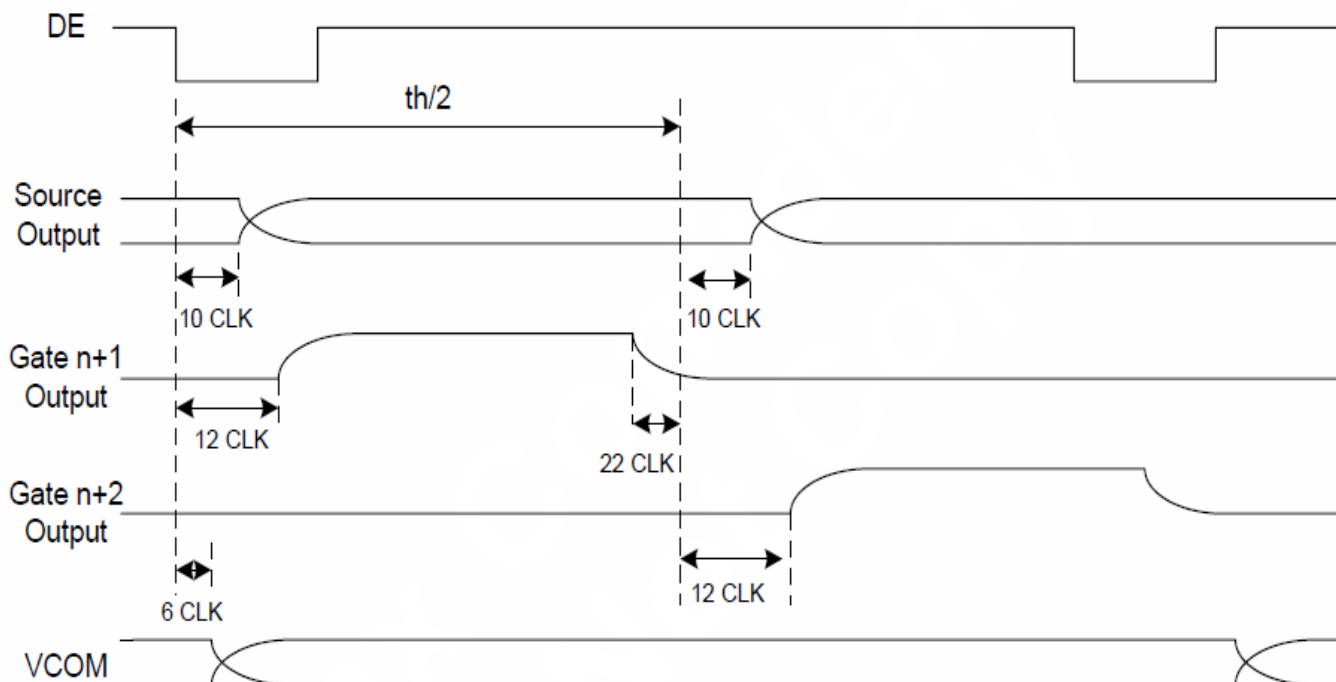 DE
th/2
Source
Output
10 CLK
10 CLK
Gate n+1
Output
12 CLK
22 CLK
Gate n+2
Output
12 CLK
6 CLK
VCOM